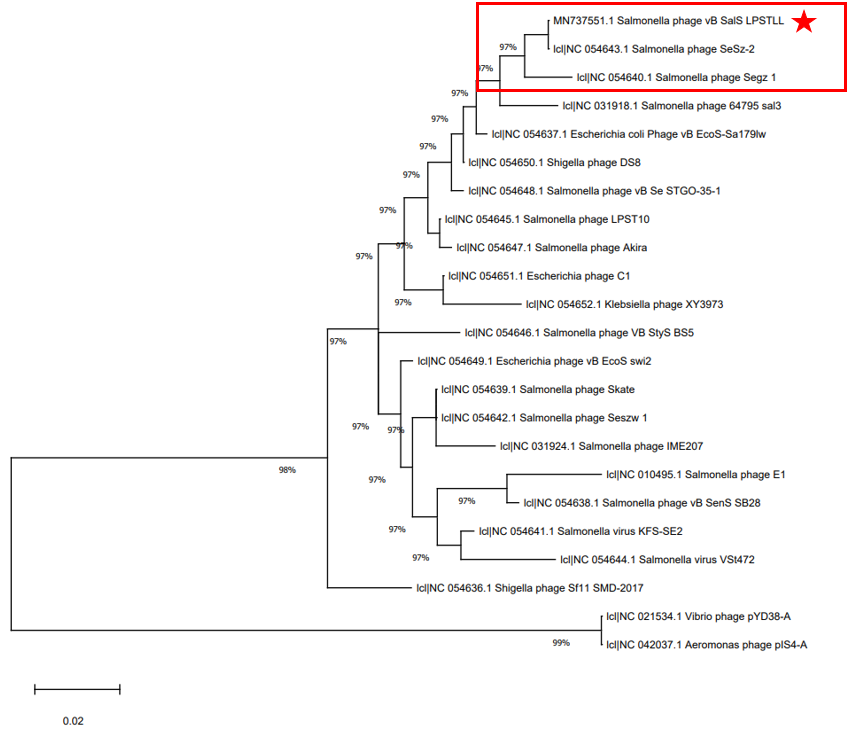 MN737551.1 Salmonella phage vB SalS LPSTLL
97%
lcl|NC 054643.1 Salmonella phage SeSz-2
97%
lcl|NC 054640.1 Salmonella phage Segz 1
97%
lcl|NC 031918.1 Salmonella phage 64795 sal3
97%
lcl|NC 054637.1 Escherichia coli Phage vB EcoS-Sa179lw
97%
lcl|NC 054650.1 Shigella phage DS8
97%
lcl|NC 054648.1 Salmonella phage vB Se STGO-35-1
97%
lcl|NC 054645.1 Salmonella phage LPST10
97%
lcl|NC 054647.1 Salmonella phage Akira
97%
lcl|NC 054651.1 Escherichia phage C1
97%
lcl|NC 054652.1 Klebsiella phage XY3973
lcl|NC 054646.1 Salmonella phage VB StyS BS5
97%
lcl|NC 054649.1 Escherichia phage vB EcoS swi2
lcl|NC 054639.1 Salmonella phage Skate
lcl|NC 054642.1 Salmonella phage Seszw 1
97%
97%
lcl|NC 031924.1 Salmonella phage IME207
98%
lcl|NC 010495.1 Salmonella phage E1
97%
97%
lcl|NC 054638.1 Salmonella phage vB SenS SB28
97%
lcl|NC 054641.1 Salmonella virus KFS-SE2
97%
lcl|NC 054644.1 Salmonella virus VSt472
lcl|NC 054636.1 Shigella phage Sf11 SMD-2017
lcl|NC 021534.1 Vibrio phage pYD38-A
99%
lcl|NC 042037.1 Aeromonas phage pIS4-A
0.02